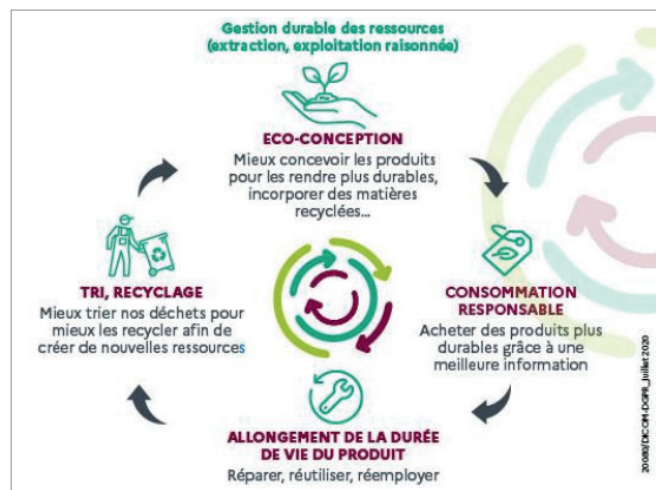 Gestion durable des ressources
(extraction, exploitation raisonnée)
ECO-CONCEPTION
Mieux concevoir les produits
pour les rendre plus durables,
incorporer des matières
recyclées...
CONSOMMATION
RESPONSABLE
Acheter des produits plus
durables grâce à une
meilleure information
ALLONGEMENT DE LA DURÉE
DE VIE DU PRODUIT
Réparer, réutiliser, réemployer
TRI, RECYCLAGE
Mieux trier nos déchets pour
mieux les recycler afin de
créer de nouvelles ressources
20080/DICOM-DGPR_Juillet 2020